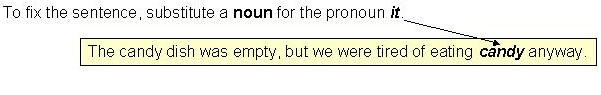 To fix the sentence, substitute a noun for the pronoun it.
The candy dish was empty, but we were tired of eating candy anyway.